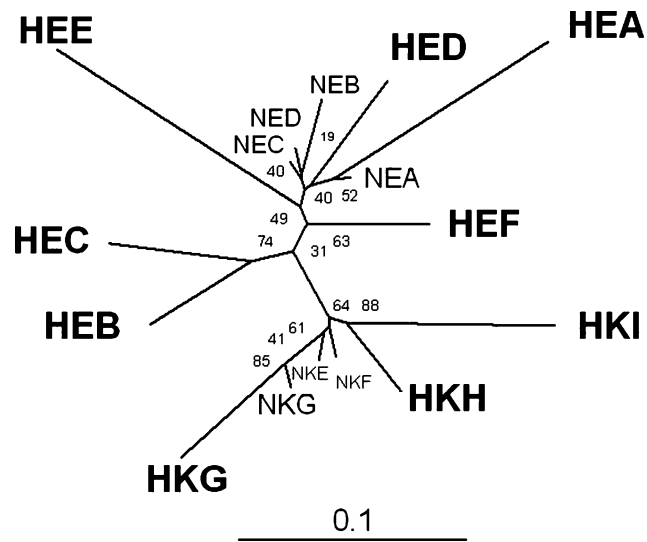 HEE
HEA
HED
NEB
NED
19
NEC
40
NEA
40 52
49
HEF
HEC
74
31 63
64 88
HEB
HKI
41 61
85
NKE
NKF
NKG
HKH
HKG
0.1